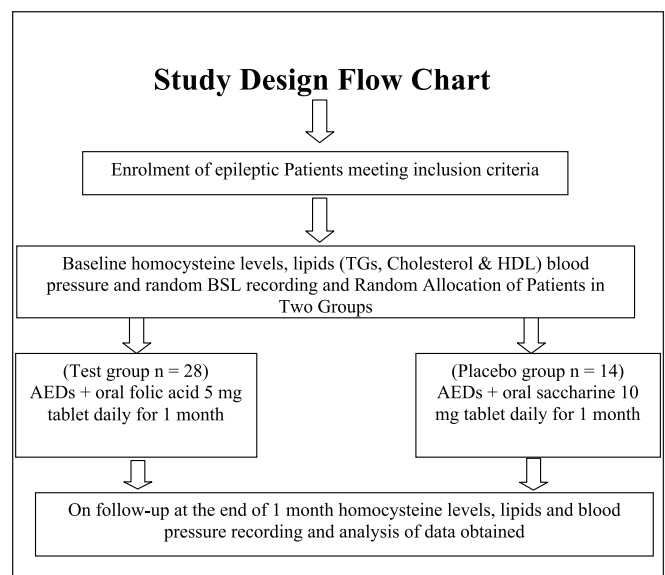 Study Design Flow Chart
Enrolment of epileptic Patients meeting inclusion criteria
Baseline homocysteine levels, lipids (TGs, Cholesterol & HDL) blood
pressure and random BSL recording and Random Allocation of Patients in
Two Groups
(Test group n = 28)
AEDs + oral folic acid 5 mg
tablet daily for 1 month
(Placebo group n = 14)
AEDs + oral saccharine 10
mg tablet daily for 1 month
On follow-up at the end of 1 month homocysteine levels, lipids and blood
pressure recording and analysis of data obtained